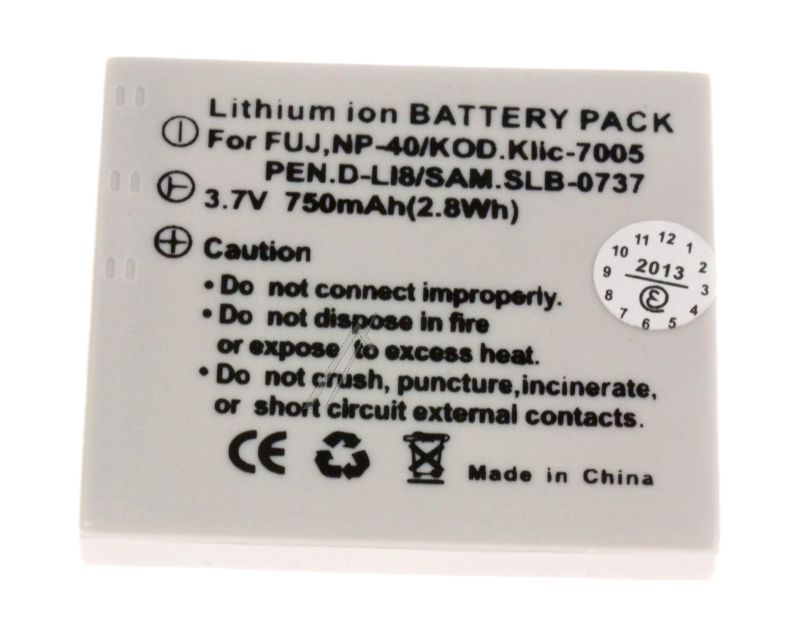 Lithium ion BATTERY PACK
For FUJ,NP-40/KOD.Klic-7005
PEN.D-LI8/SAM.SLB-0737
3.7V 750mAh(2.8Wh)
Caution
• Do not connect improperly.
• Do not dispose in fire
or expose to excess heat.
• Do not crush, puncture,incinerate,
or short circuit external contacts.
CE
Made in China
11 12 1
10 2
9 2013 3
8 4
7 6 5